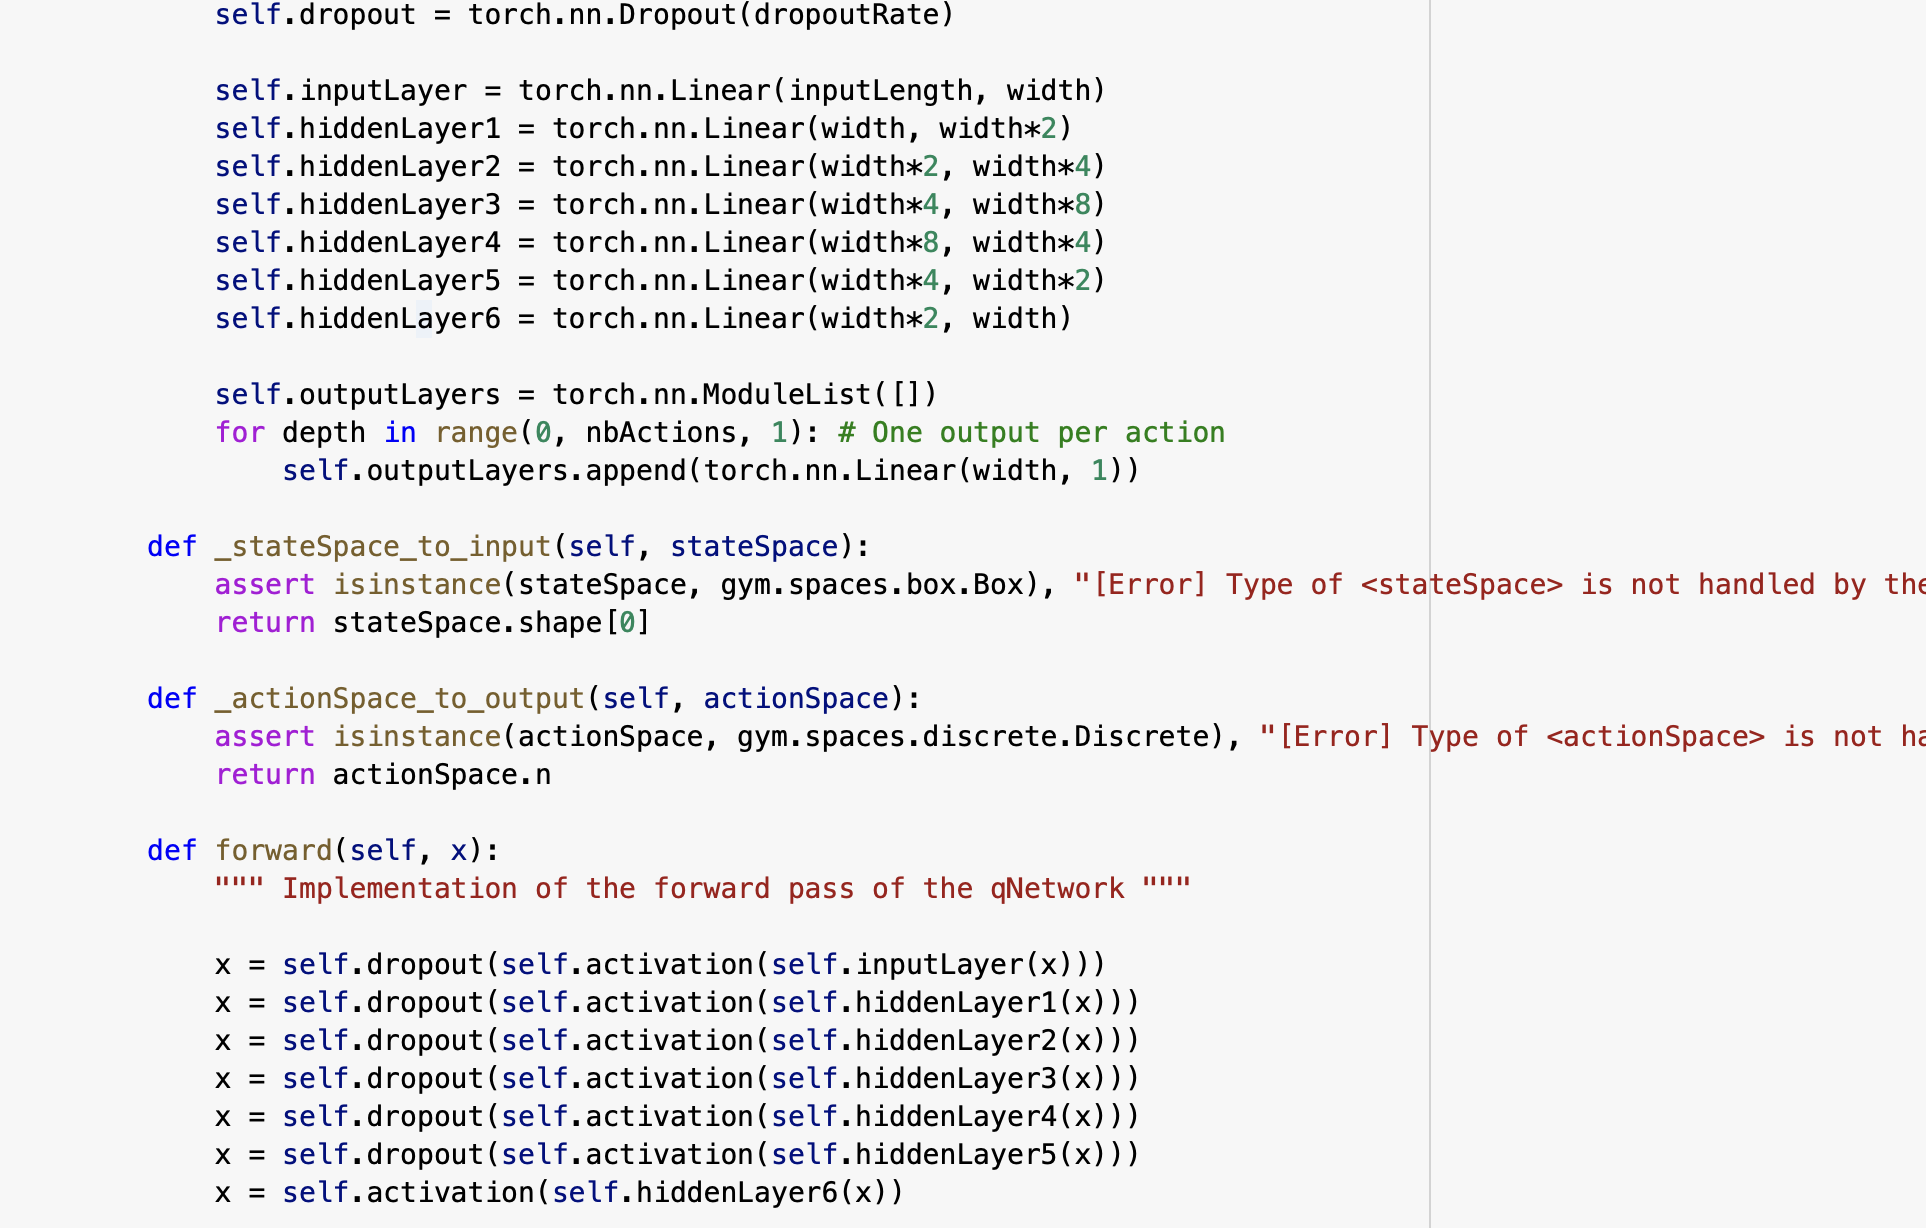 self.dropout = torch.nn.Dropout(dropoutRate)
self.inputLayer = torch.nn.Linear(inputLength, width)
self.hiddenLayer1 = torch.nn.Linear(width, width*2)
self.hiddenLayer2 = torch.nn.Linear(width*2, width*4)
self.hiddenLayer3 = torch.nn.Linear(width*4, width*8)
self.hiddenLayer4 = torch.nn.Linear(width*8, width*4)
self.hiddenLayer5 = torch.nn.Linear(width*4, width*2)
self.hiddenLayer6 = torch.nn.Linear(width*2, width)
self.outputLayers = torch.nn.ModuleList([])
for depth in range(0, nbActions, 1): # One output per action
self.outputLayers.append(torch.nn.Linear(width, 1))
def _stateSpace_to_input(self, stateSpace):
assert isinstance(stateSpace, gym.spaces.box.Box), "[Error] Type of <stateSpace> is not handled by the
return stateSpace.shape[0]
def _actionSpace_to_output(self, actionSpace):
assert isinstance(actionSpace, gym.spaces.discrete.Discrete), "[Error] Type of <actionSpace> is not ha
return actionSpace.n
def forward(self, x):
""" Implementation of the forward pass of the qNetwork """
x = self.dropout(self.activation(self.inputLayer(x)))
x = self.dropout(self.activation(self.hiddenLayer1(x)))
x = self.dropout(self.activation(self.hiddenLayer2(x)))
x = self.dropout(self.activation(self.hiddenLayer3(x)))
x = self.dropout(self.activation(self.hiddenLayer4(x)))
x = self.dropout(self.activation(self.hiddenLayer5(x)))
x = self.activation(self.hiddenLayer6(x))